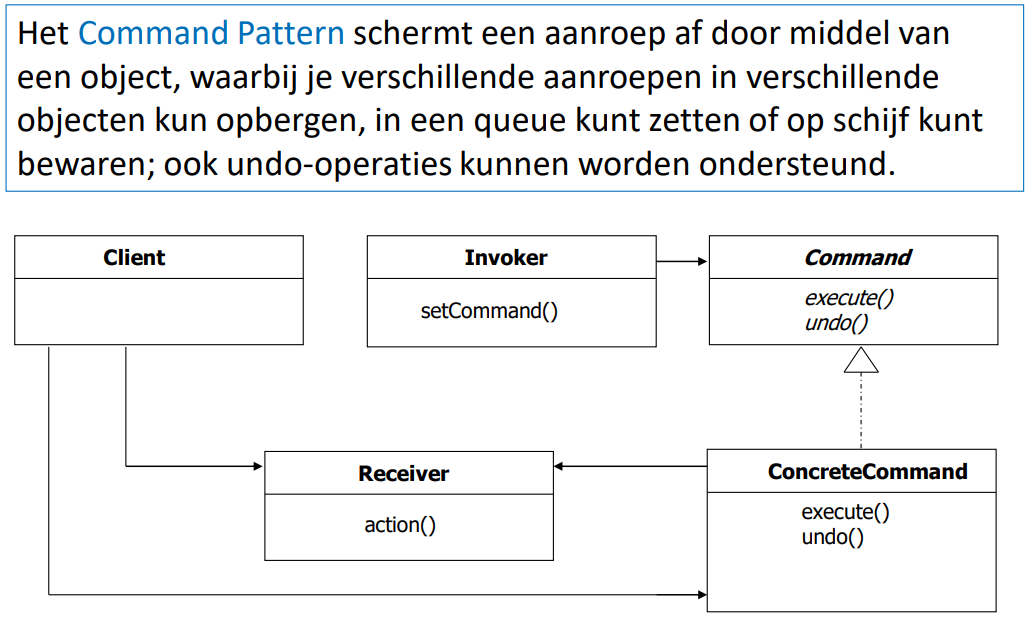 Het Command Pattern schermt een aanroep af door middel van
een object, waarbij je verschillende aanroepen in verschillende
objecten kun opbergen, in een queue kunt zetten of op schijf kunt
bewaren; ook undo-operaties kunnen worden ondersteund.
Client
Invoker
setCommand()
Command
execute()
undo()
Receiver
action()
ConcreteCommand
execute()
undo()